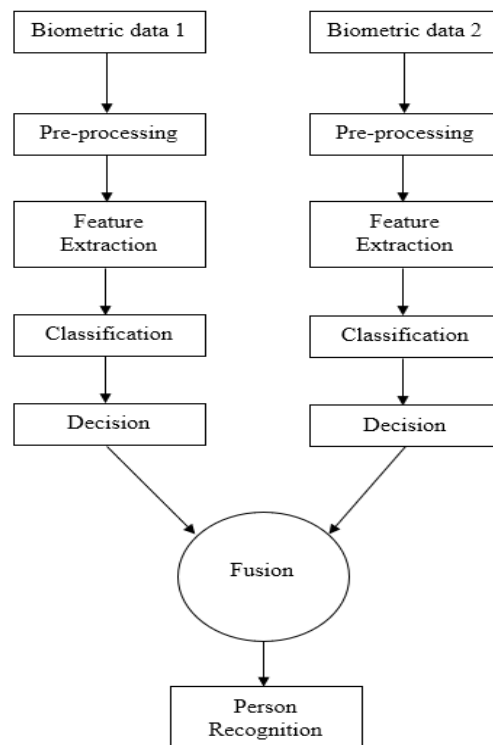 Biometric data 1
Biometric data 2
Pre-processing
Pre-processing
Feature
Extraction
Feature
Extraction
Classification
Classification
Decision
Decision
Fusion
Person
Recognition